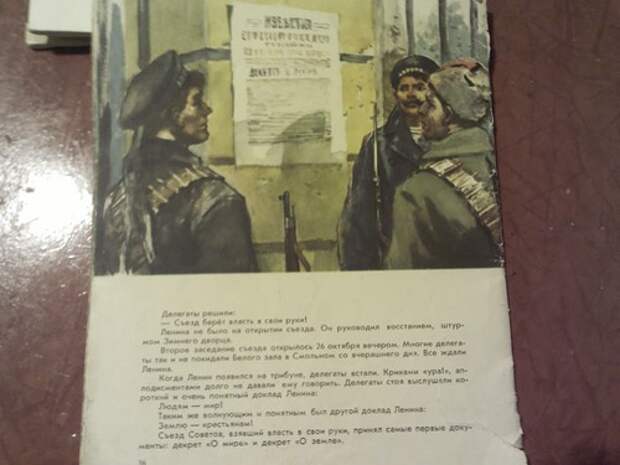 ИЗВЕСТИЯ
Делегаты решили:
— Съезд берёт власть в свои руки!
Ленина не было на открытии съезда. Он руководил восстанием, штур-
мом Зимнего дворца.
Второе заседание съезда открылось 26 октября вечером. Многие делега-
ты так и не покидали Белого зала в Смольном со вчерашнего дня. Все ждали
Ленина.
Когда Ленин появился на трибуне, делегаты встали. Криками «ура!», ап-
лодисментами долго не давали ему говорить. Делегаты стоя выслушали ко-
роткий и очень понятный доклад Ленина:
Людям — мир!
Таким же волнующим и понятным был другой доклад Ленина:
Землю — крестьянам!
Съезд Советов, взявший власть в свои руки, принял самые первые доку-
менты: декрет «О мире» и декрет «О земле».